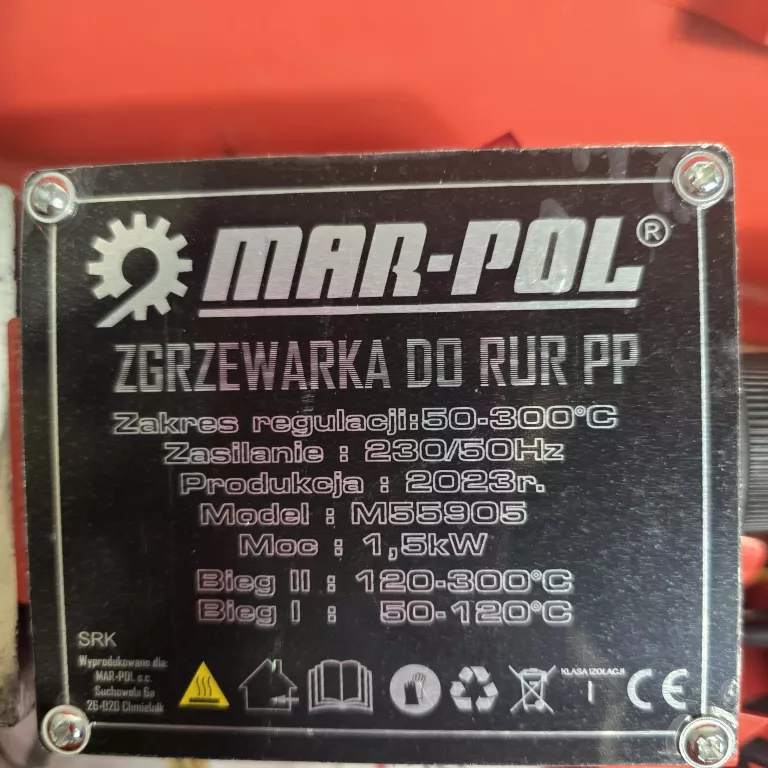 MAR-POL®
ZGRZEWARKA DO RUR PP
Zakres regulacji:50-300°C
Zasilanie : 230/50Hz
Produkcja : 2023r.
Model : M55905
Moc : 1,5kW
Bieg II : 120-300°C
Bieg I : 50-120°C
SRK
Wyprodukowano dla:
MAR-POL s.c.
Suchowola 6a
26-020 Chmielnik
KLASA IZOLACJI
I
CE